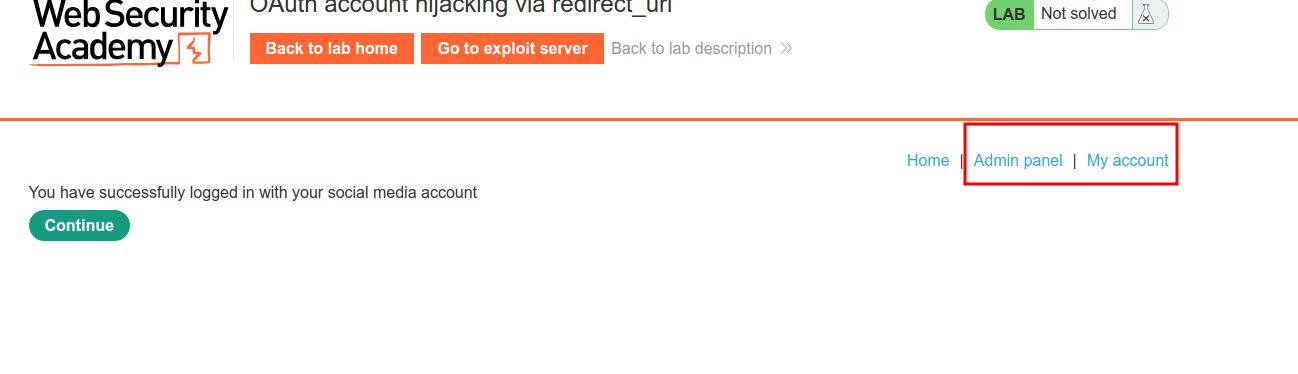 OAuth account hijacking via redirect_uri
Web Security
Academy
Back to lab home
Go to exploit server
Back to lab description
LAB
Not solved
Home | Admin panel | My account
You have successfully logged in with your social media account
Continue